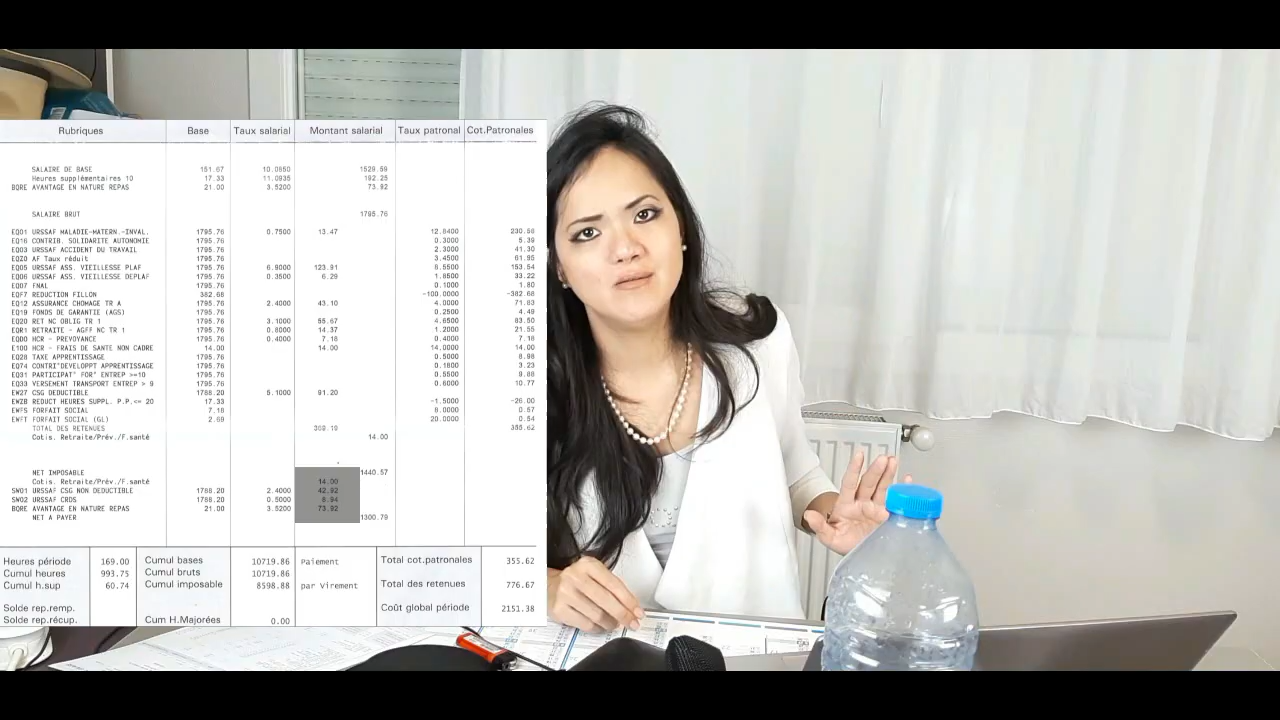 Rubriques Base Taux salarial Montant salarial Taux patronal Cot.Patronales
SALAIRE DE BASE 151.67 10.0850 1529.59
Heures supplémentaires 10 17.33 11.0935 192.25
BQRE AVANTAGE EN NATURE REPAS 21.00 3.5200 73.92
SALAIRE BRUT 1795.76
EQ01 URSSAF MALADIE-MATERN.-INVAL. 1795.76 0.7500 13.47 12.8400 230.58
EQ16 CONTRIB. SOLIDARITE AUTONOMIE 1795.76 0.3000 5.39
EQ03 URSSAF ACCIDENT DU TRAVAIL 1795.76 2.3000 41.30
EQZ0 AF Taux réduit 1795.76 3.4500 61.95
EQ05 URSSAF ASS. VIEILLESSE PLAF 1795.76 6.9000 123.91 8.5500 153.54
EQ06 URSSAF ASS. VIEILLESSE DEPLAF 1795.76 0.3500 6.29 1.8500 33.22
EQ07 FNAL 1795.76 0.1000 1.80
EQF7 REDUCTION FILLON 382.68 -100.0000 -382.68
EQ12 ASSURANCE CHOMAGE TR A 1795.76 2.4000 43.10 4.0000 71.83
EQ19 FONDS DE GARANTIE (AGS) 1795.76 0.2500 4.49
EQ20 RET NC OBLIG TR 1 1795.76 3.1000 55.67 4.6500 83.50
EQR1 RETRAITE - AGFF NC TR 1 1795.76 0.8000 14.37 1.2000 21.55
EQD0 HCR - PREVOYANCE 1795.76 0.4000 7.18 0.4000 7.18
E100 HCR - FRAIS DE SANTE NON CADRE 14.00 14.00 14.0000 14.00
EQ28 TAXE APPRENTISSAGE 1795.76 0.5000 8.98
EQ74 CONTRI°DEVELOPPT APPRENTISSAGE 1795.76 0.1800 3.23
EQ31 PARTICIPAT° FOR° ENTREP >=10 1795.76 0.5500 9.88
EQ33 VERSEMENT TRANSPORT ENTREP > 9 1795.76 0.6000 10.77
EW27 CSG DEDUCTIBLE 1788.20 5.1000 91.20
EWZB REDUCT HEURES SUPPL. P.P.<= 20 17.33 -1.5000 -26.00
EWFS FORFAIT SOCIAL 7.18 8.0000 0.57
EWFT FORFAIT SOCIAL (GL) 2.69 20.0000 0.54
TOTAL DES RETENUES 369.19 355.62
Cotis. Retraite/Prév./F.santé 14.00
NET IMPOSABLE 1440.57
Cotis. Retraite/Prév./F.santé 14.00
SW01 URSSAF CSG NON DEDUCTIBLE 1788.20 2.4000 42.92
SW02 URSSAF CRDS 1788.20 0.5000 8.94
BQRE AVANTAGE EN NATURE REPAS 21.00 3.5200 73.92
NET A PAYER 1300.79
Heures période 169.00 Cumul bases 10719.86 Paiement Total cot.patronales 355.62
Cumul heures 993.75 Cumul bruts 10719.86
Cumul h.sup 60.74 Cumul imposable 8598.88 par Virement Total des retenues 776.67
Solde rep.remp. Coût global période 2151.38
Solde rep.récup. Cum H.Majorées 0.00